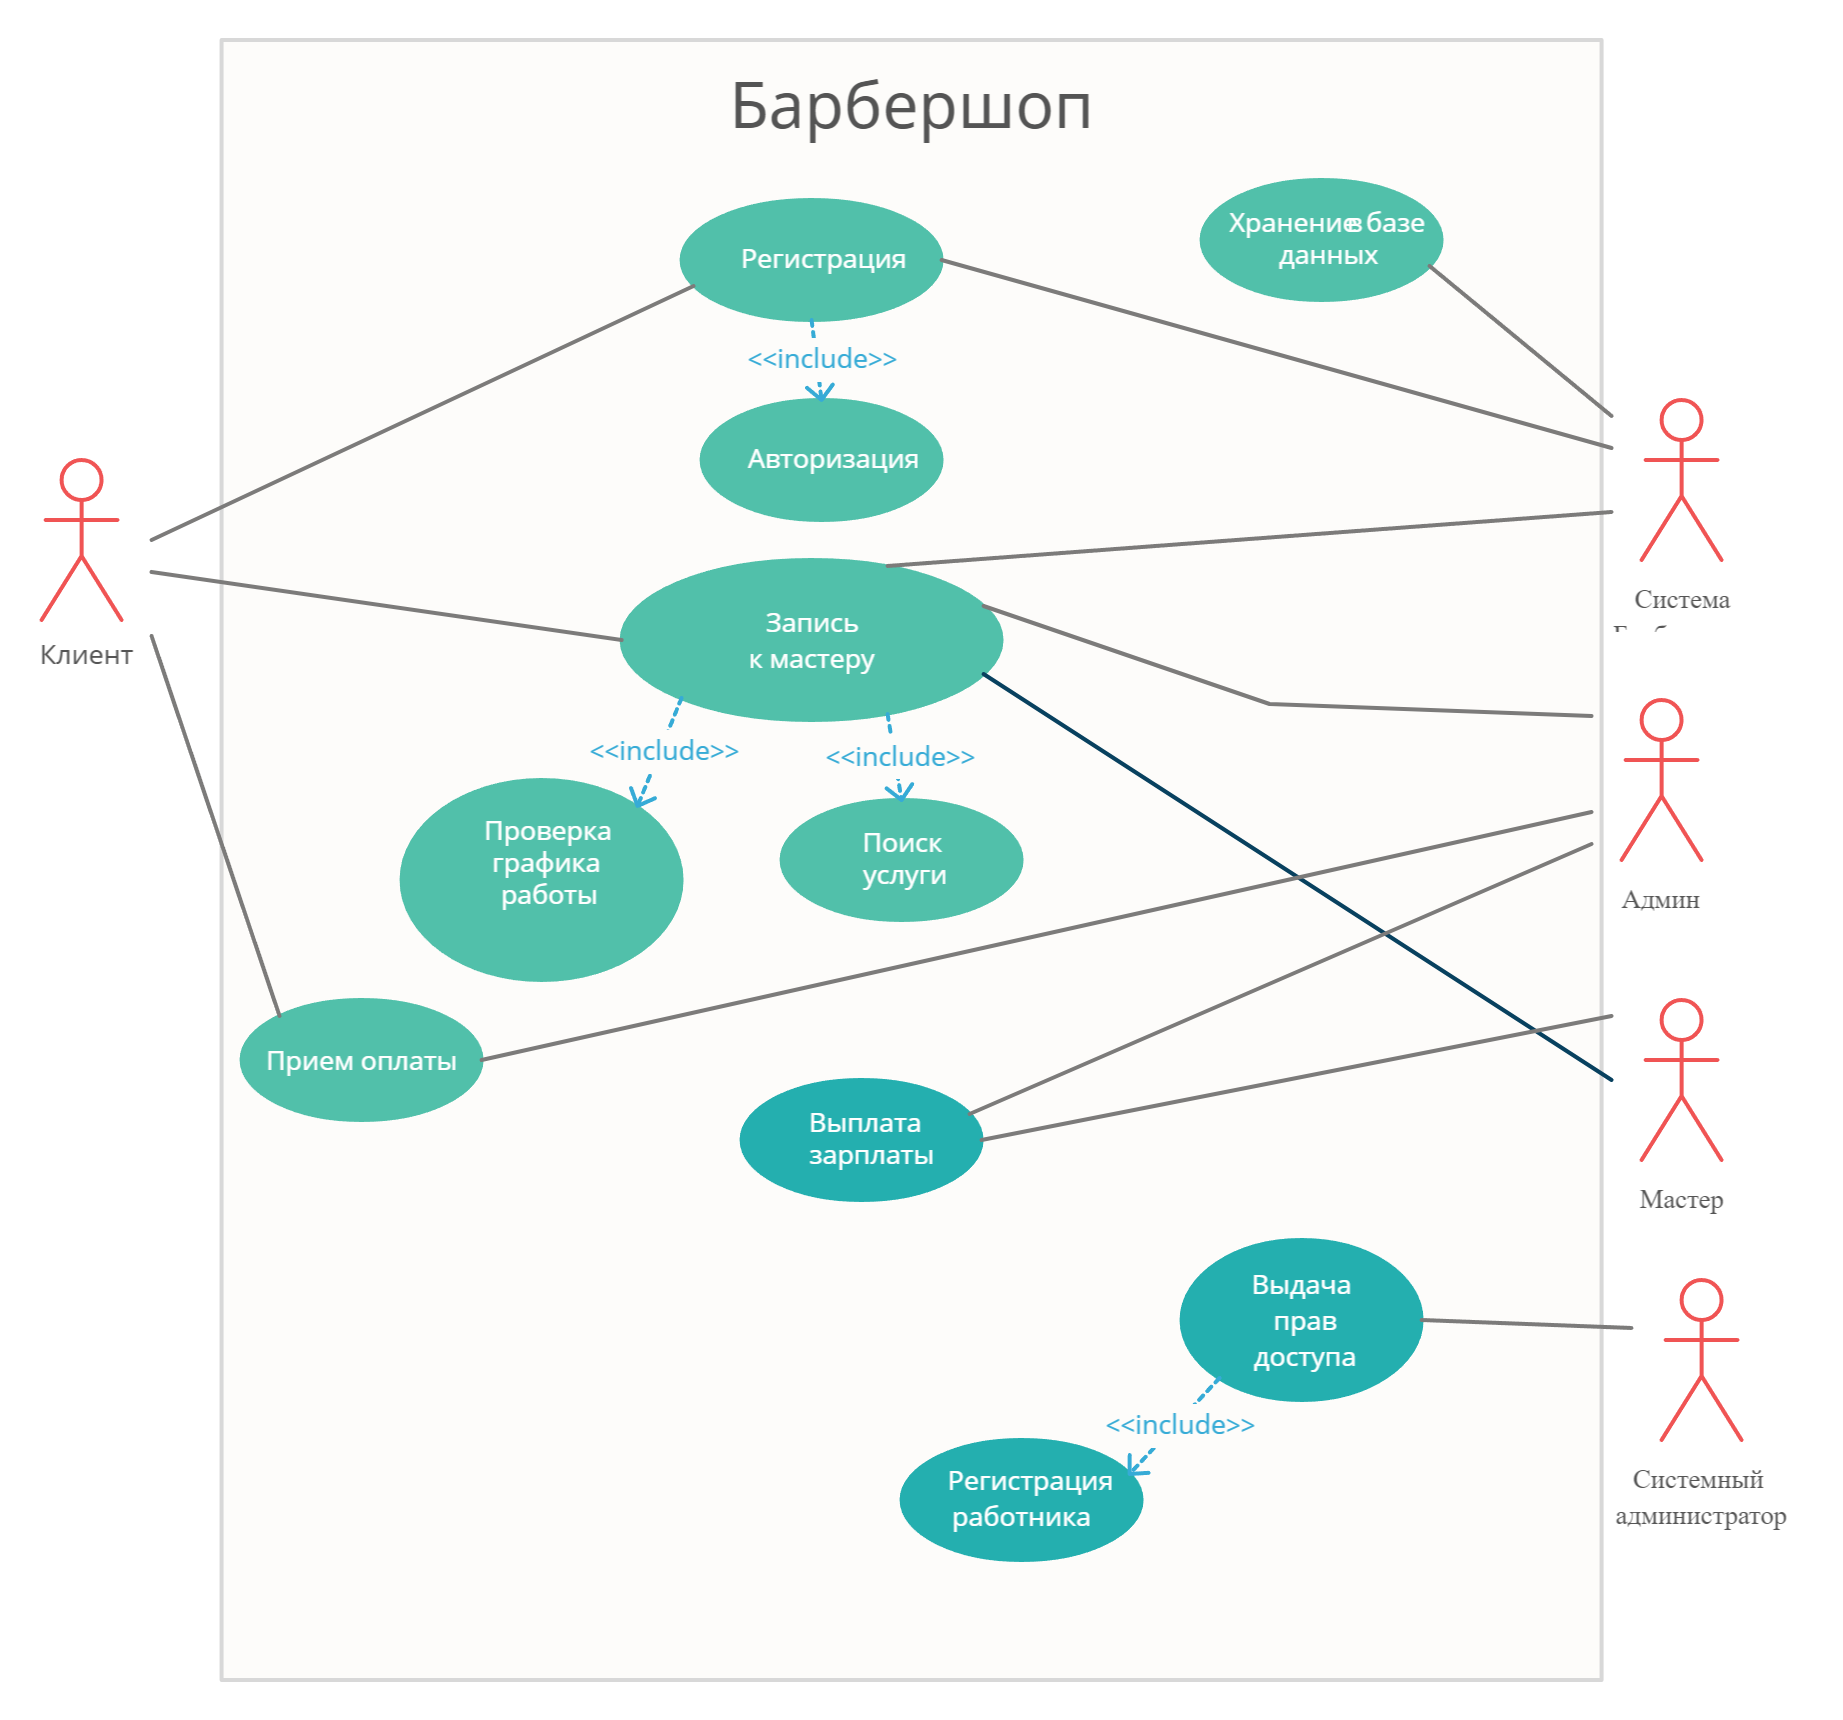 Барбершоп
Хранение в базе
данных
Регистрация
<<include>>
Авторизация
Клиент
Система
Запись
к мастеру
<<include>>
<<include>>
Проверка
графика
работы
Поиск
услуги
Админ
Прием оплаты
Выплата
зарплаты
Мастер
Выдача
прав
доступа
<<include>>
Регистрация
работника
Системный
администратор